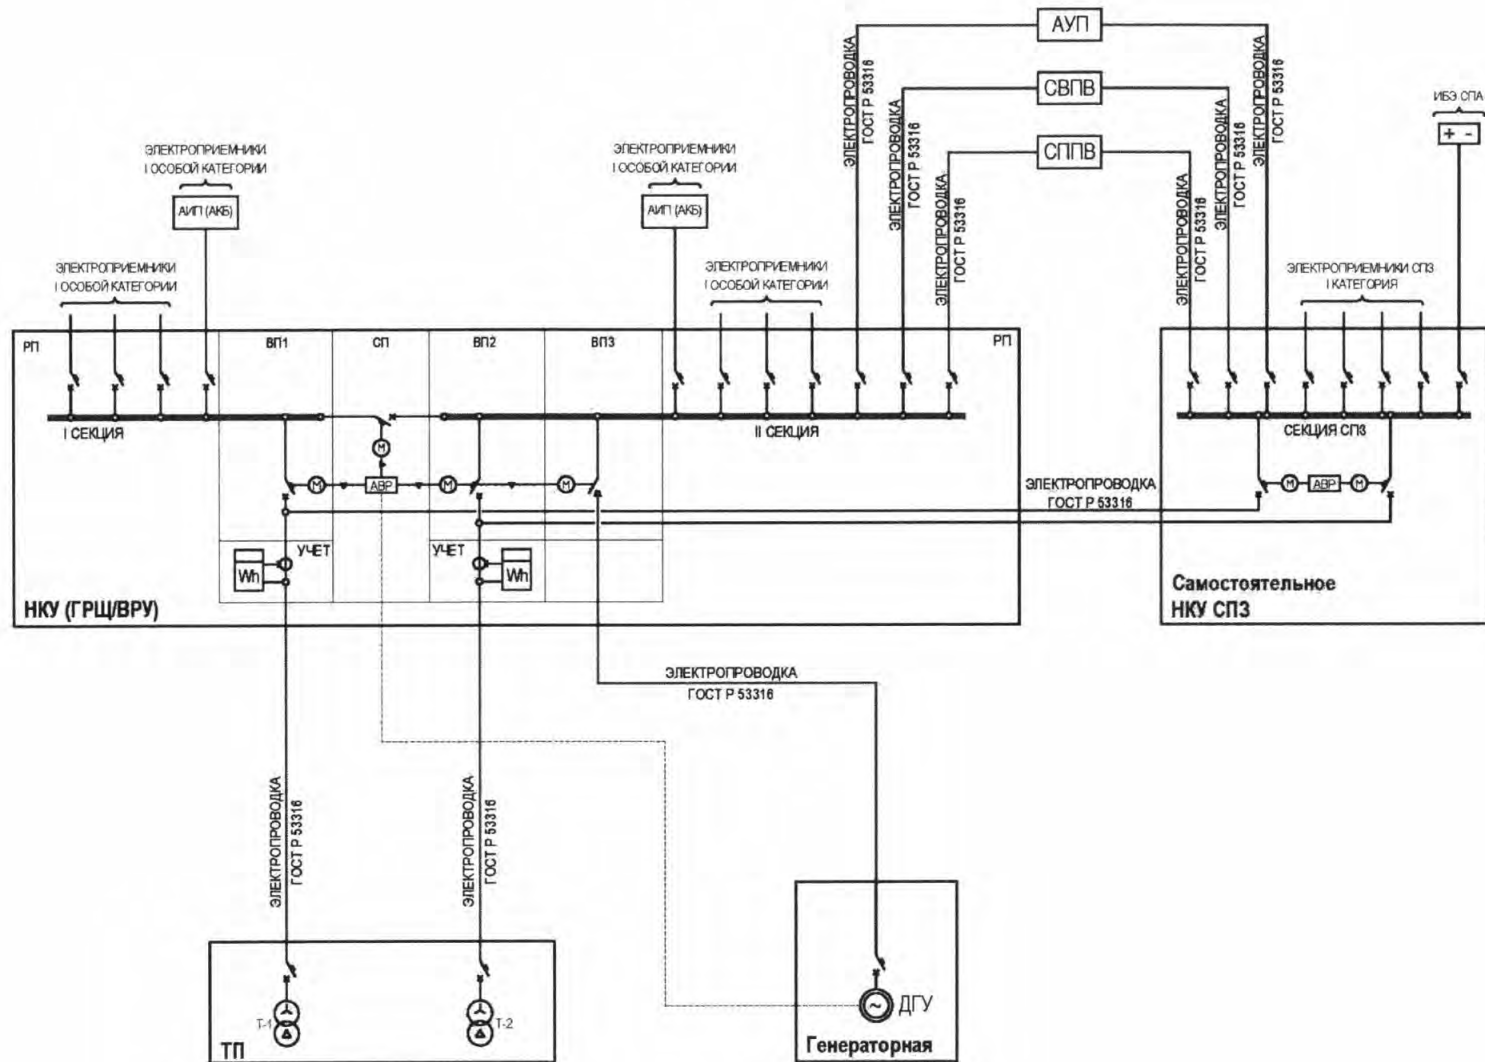 АУП
СВПВ
СППВ
ЭЛЕКТРОПРОВОДКА
ГОСТ Р 53316
ЭЛЕКТРОПРОВОДКА
ГОСТ Р 53316
ЭЛЕКТРОПРОВОДКА
ГОСТ Р 53316
ЭЛЕКТРОПРОВОДКА
ГОСТ Р 53316
ЭЛЕКТРОПРОВОДКА
ГОСТ Р 53316
ЭЛЕКТРОПРОВОДКА
ГОСТ Р 53316
ИБЭ СПА
+ -
ЭЛЕКТРОПРИЕМНИКИ
I ОСОБОЙ КАТЕГОРИИ
АИП (АКБ)
ЭЛЕКТРОПРИЕМНИКИ
I ОСОБОЙ КАТЕГОРИИ
АИП (АКБ)
ЭЛЕКТРОПРИЕМНИКИ
I ОСОБОЙ КАТЕГОРИИ
ЭЛЕКТРОПРИЕМНИКИ
I ОСОБОЙ КАТЕГОРИИ
ЭЛЕКТРОПРИЕМНИКИ СПЗ
I КАТЕГОРИЯ
РП
ВП1
СП
ВП2
ВП3
РП
I СЕКЦИЯ
II СЕКЦИЯ
СЕКЦИЯ СПЗ
М
М
АВР
М
М
М
АВР
М
ЭЛЕКТРОПРОВОДКА
ГОСТ Р 53316
УЧЕТ
Wh
УЧЕТ
Wh
НКУ (ГРЩ/ВРУ)
Самостоятельное
НКУ СПЗ
ЭЛЕКТРОПРОВОДКА
ГОСТ Р 53316
ЭЛЕКТРОПРОВОДКА
ГОСТ Р 53316
ЭЛЕКТРОПРОВОДКА
ГОСТ Р 53316
Т-1
Т-2
ТП
~
ДГУ
Генераторная